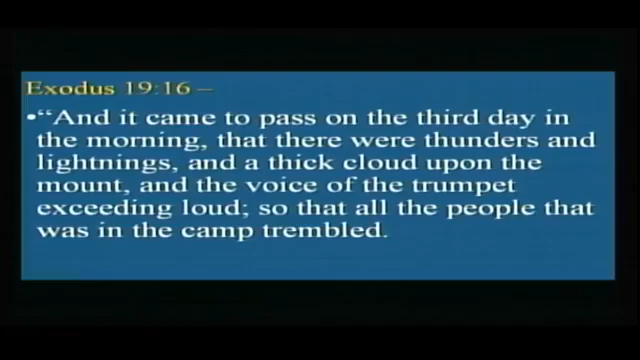 Exodus 19:16 –
•“And it came to pass on the third day in
the morning, that there were thunders and
lightnings, and a thick cloud upon the
mount, and the voice of the trumpet
exceeding loud; so that all the people that
was in the camp trembled.